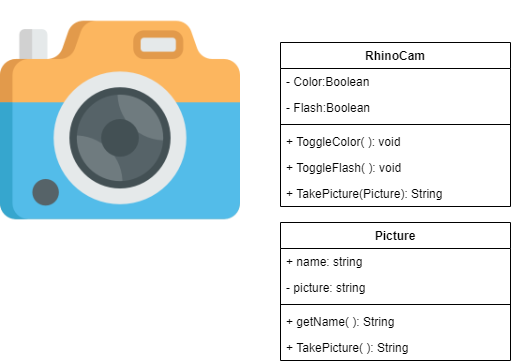 RhinoCam
- Color:Boolean
- Flash:Boolean
+ ToggleColor( ): void
+ ToggleFlash( ): void
+ TakePicture(Picture): String
Picture
+ name: string
- picture: string
+ getName( ): String
+ TakePicture( ): String